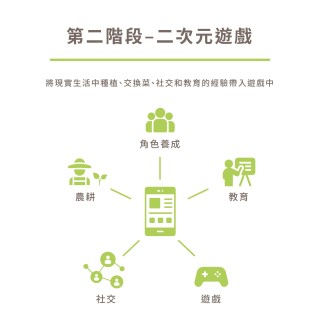 第二階段–二次元遊戲
將現實生活中種植、交換菜、社交和教育的經驗帶入遊戲中
角色養成
農耕
教育
社交
遊戲